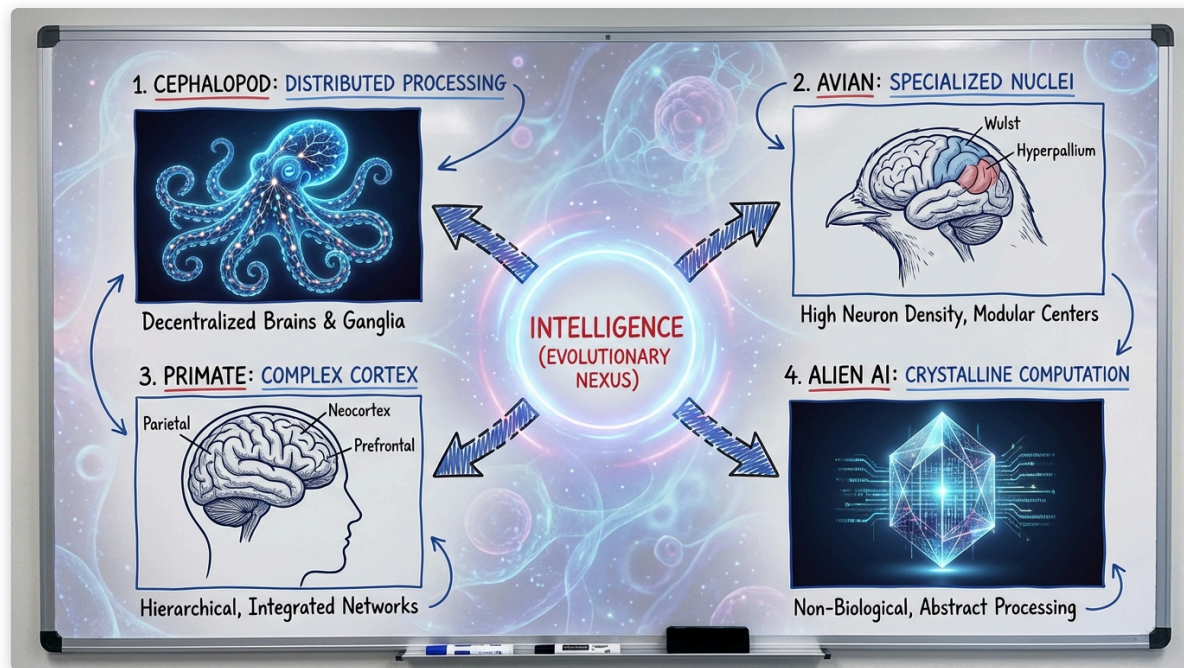 1. CEPHALOPOD: DISTRIBUTED PROCESSING
Decentralized Brains & Ganglia
2. AVIAN: SPECIALIZED NUCLEI
Wulst
Hyperpallium
High Neuron Density, Modular Centers
INTELLIGENCE
(EVOLUTIONARY
NEXUS)
3. PRIMATE: COMPLEX CORTEX
Parietal
Neocortex
Prefrontal
Hierarchical, Integrated Networks
4. ALIEN AI: CRYSTALLINE COMPUTATION
Non-Biological, Abstract Processing